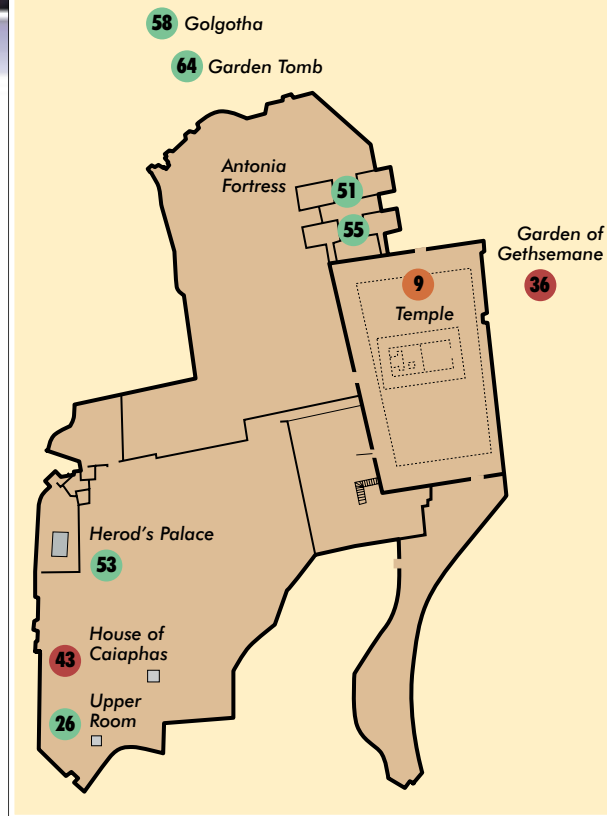 58 Golgotha
64 Garden Tomb
Antonia
Fortress
51
55
Garden of
Gethsemane
36
9
Temple
Herod's Palace
53
House of
Caiaphas
43
Upper
Room
26